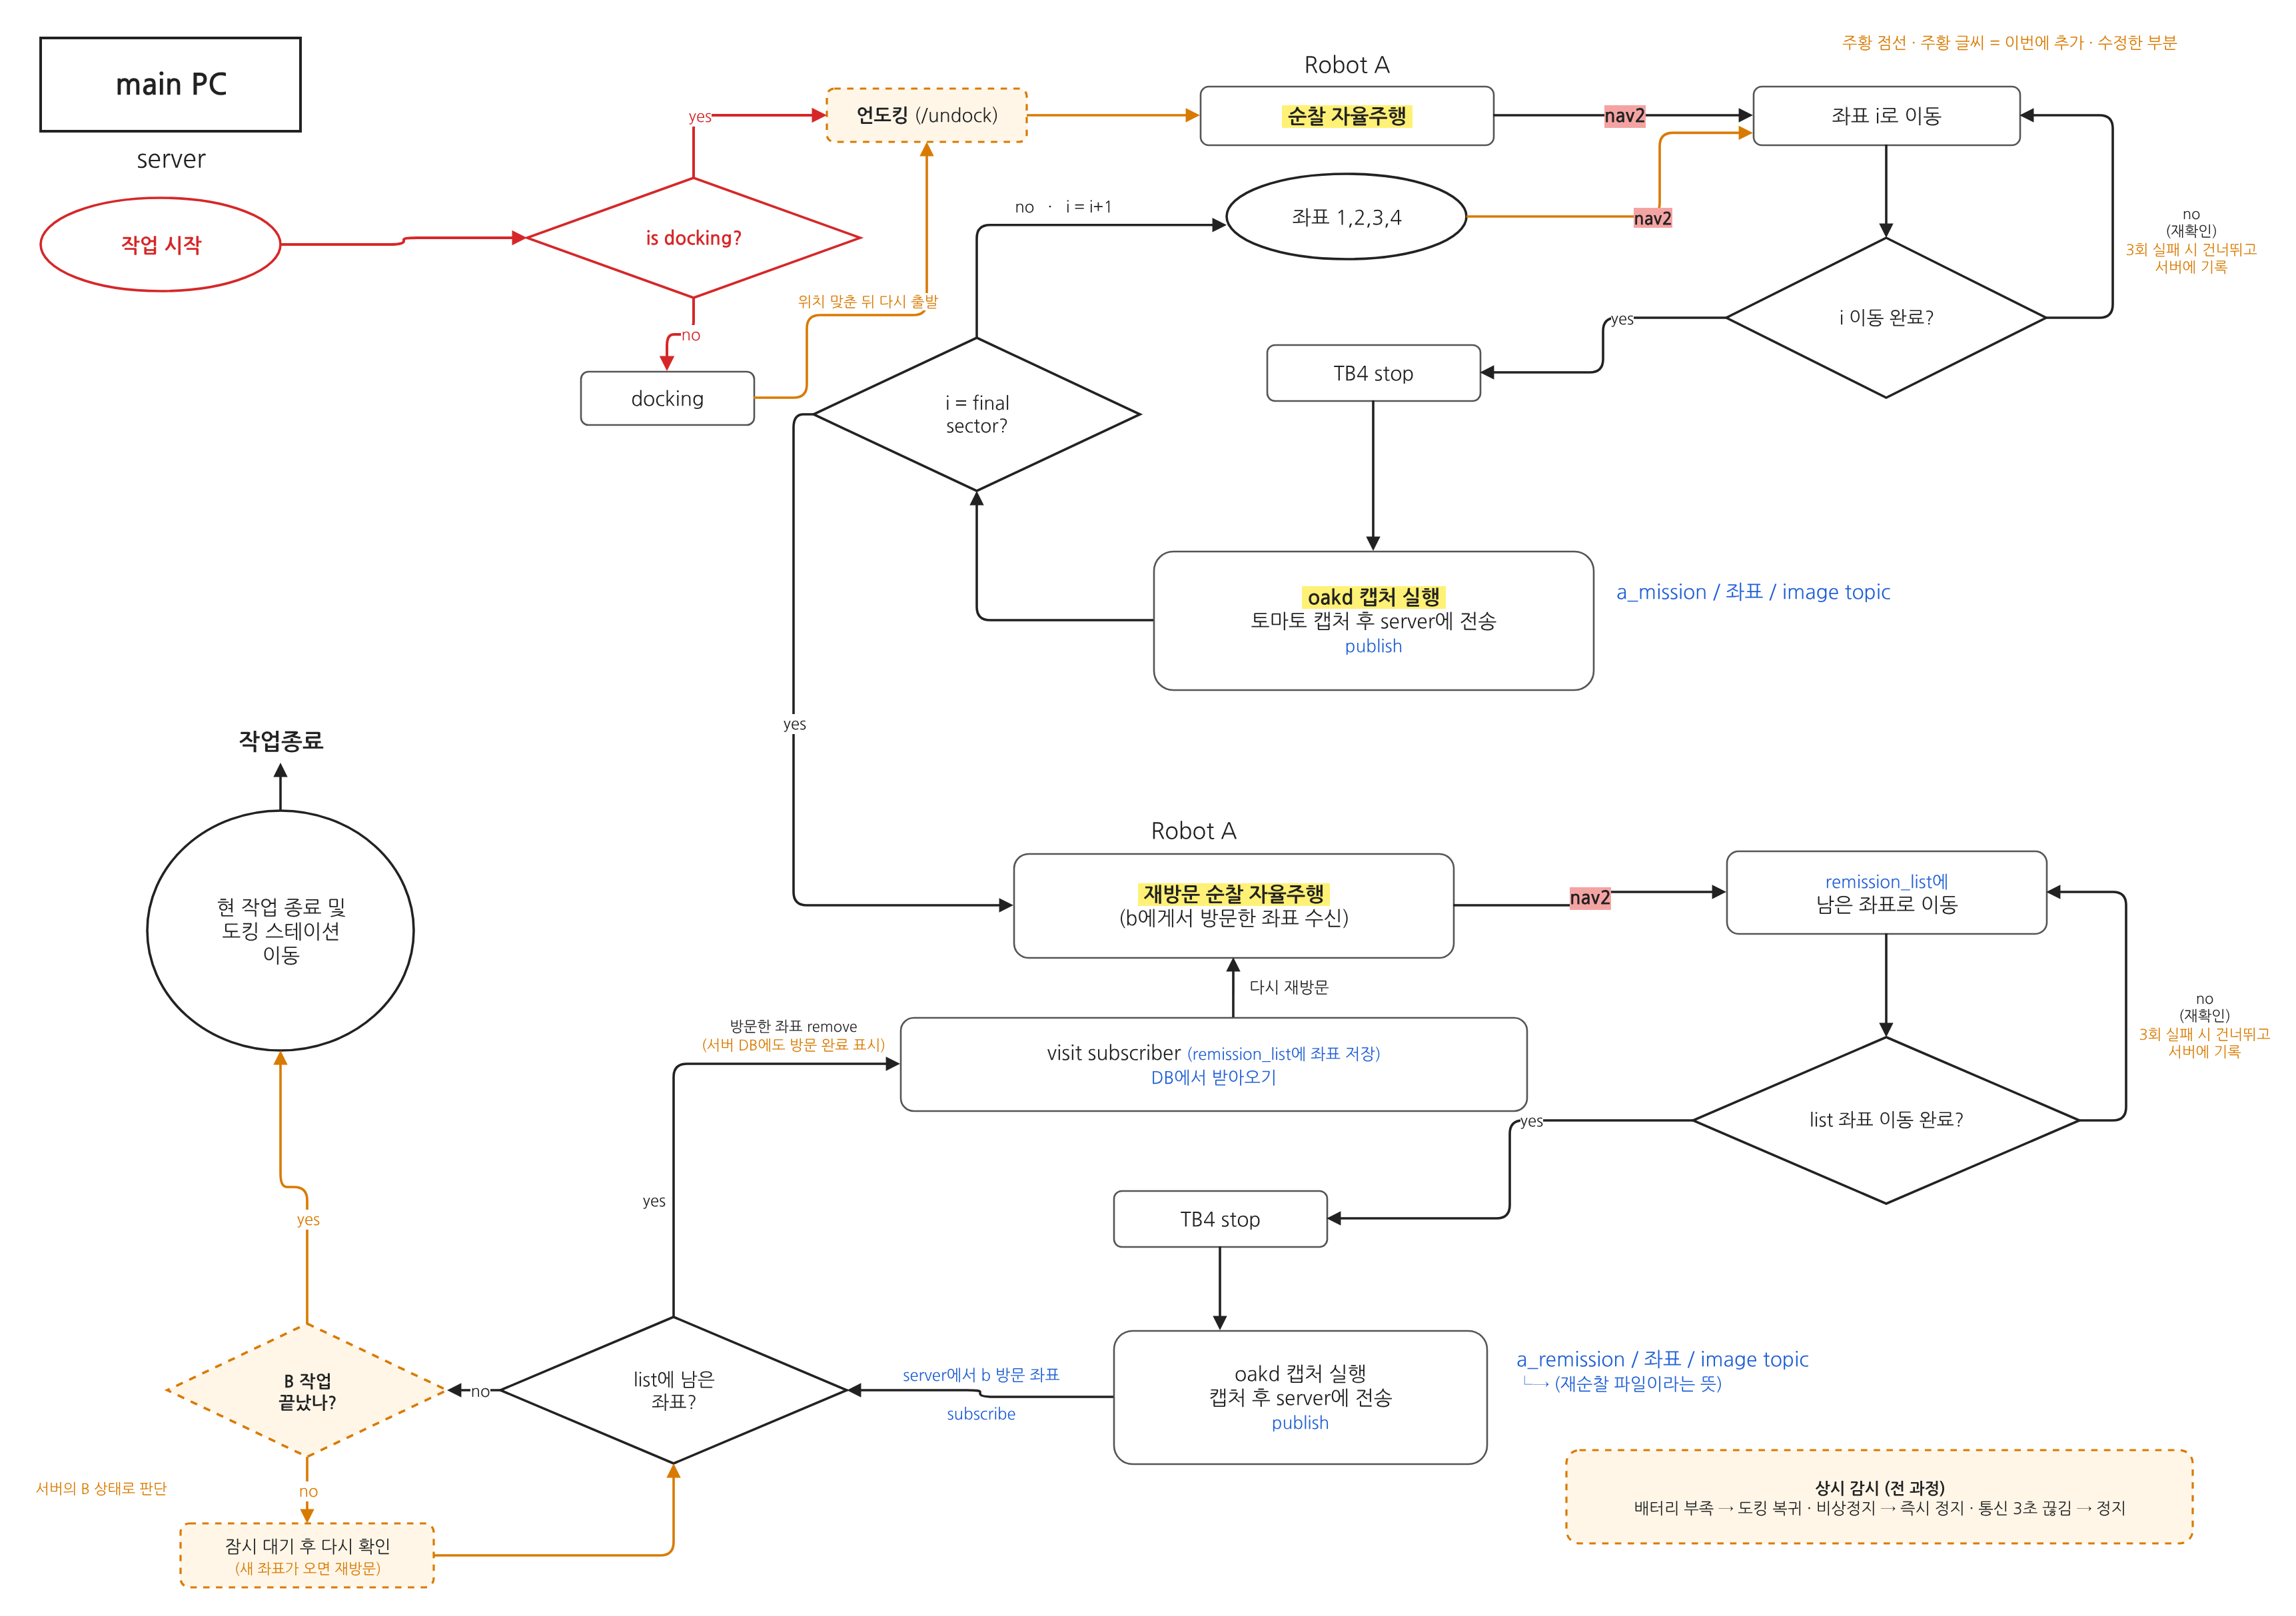 주황 점선 · 주황 글씨 = 이번에 추가 · 수정한 부분
main PC
server
작업 시작
is docking?
yes
no
docking
위치 맞춘 뒤 다시 출발
언도킹 (/undock)
Robot A
순찰 자율주행
nav2
좌표 i로 이동
no · i = i+1
좌표 1,2,3,4
nav2
no
(재확인)
3회 실패 시 건너뛰고
서버에 기록
i 이동 완료?
yes
TB4 stop
i = final
sector?
oakd 캡처 실행
토마토 캡처 후 server에 전송
publish
a_mission / 좌표 / image topic
yes
작업종료
현 작업 종료 및
도킹 스테이션
이동
Robot A
재방문 순찰 자율주행
(b에게서 방문한 좌표 수신)
nav2
remission_list에
남은 좌표로 이동
다시 재방문
no
(재확인)
3회 실패 시 건너뛰고
서버에 기록
방문한 좌표 remove
(서버 DB에도 방문 완료 표시)
visit subscriber (remission_list에 좌표 저장)
DB에서 받아오기
list 좌표 이동 완료?
yes
yes
TB4 stop
yes
B 작업
끝났나?
no
list에 남은
좌표?
server에서 b 방문 좌표
subscribe
oakd 캡처 실행
캡처 후 server에 전송
publish
a_remission / 좌표 / image topic
└→ (재순찰 파일이라는 뜻)
서버의 B 상태로 판단
no
잠시 대기 후 다시 확인
(새 좌표가 오면 재방문)
상시 감시 (전 과정)
배터리 부족 → 도킹 복귀 · 비상정지 → 즉시 정지 · 통신 3초 끊김 → 정지